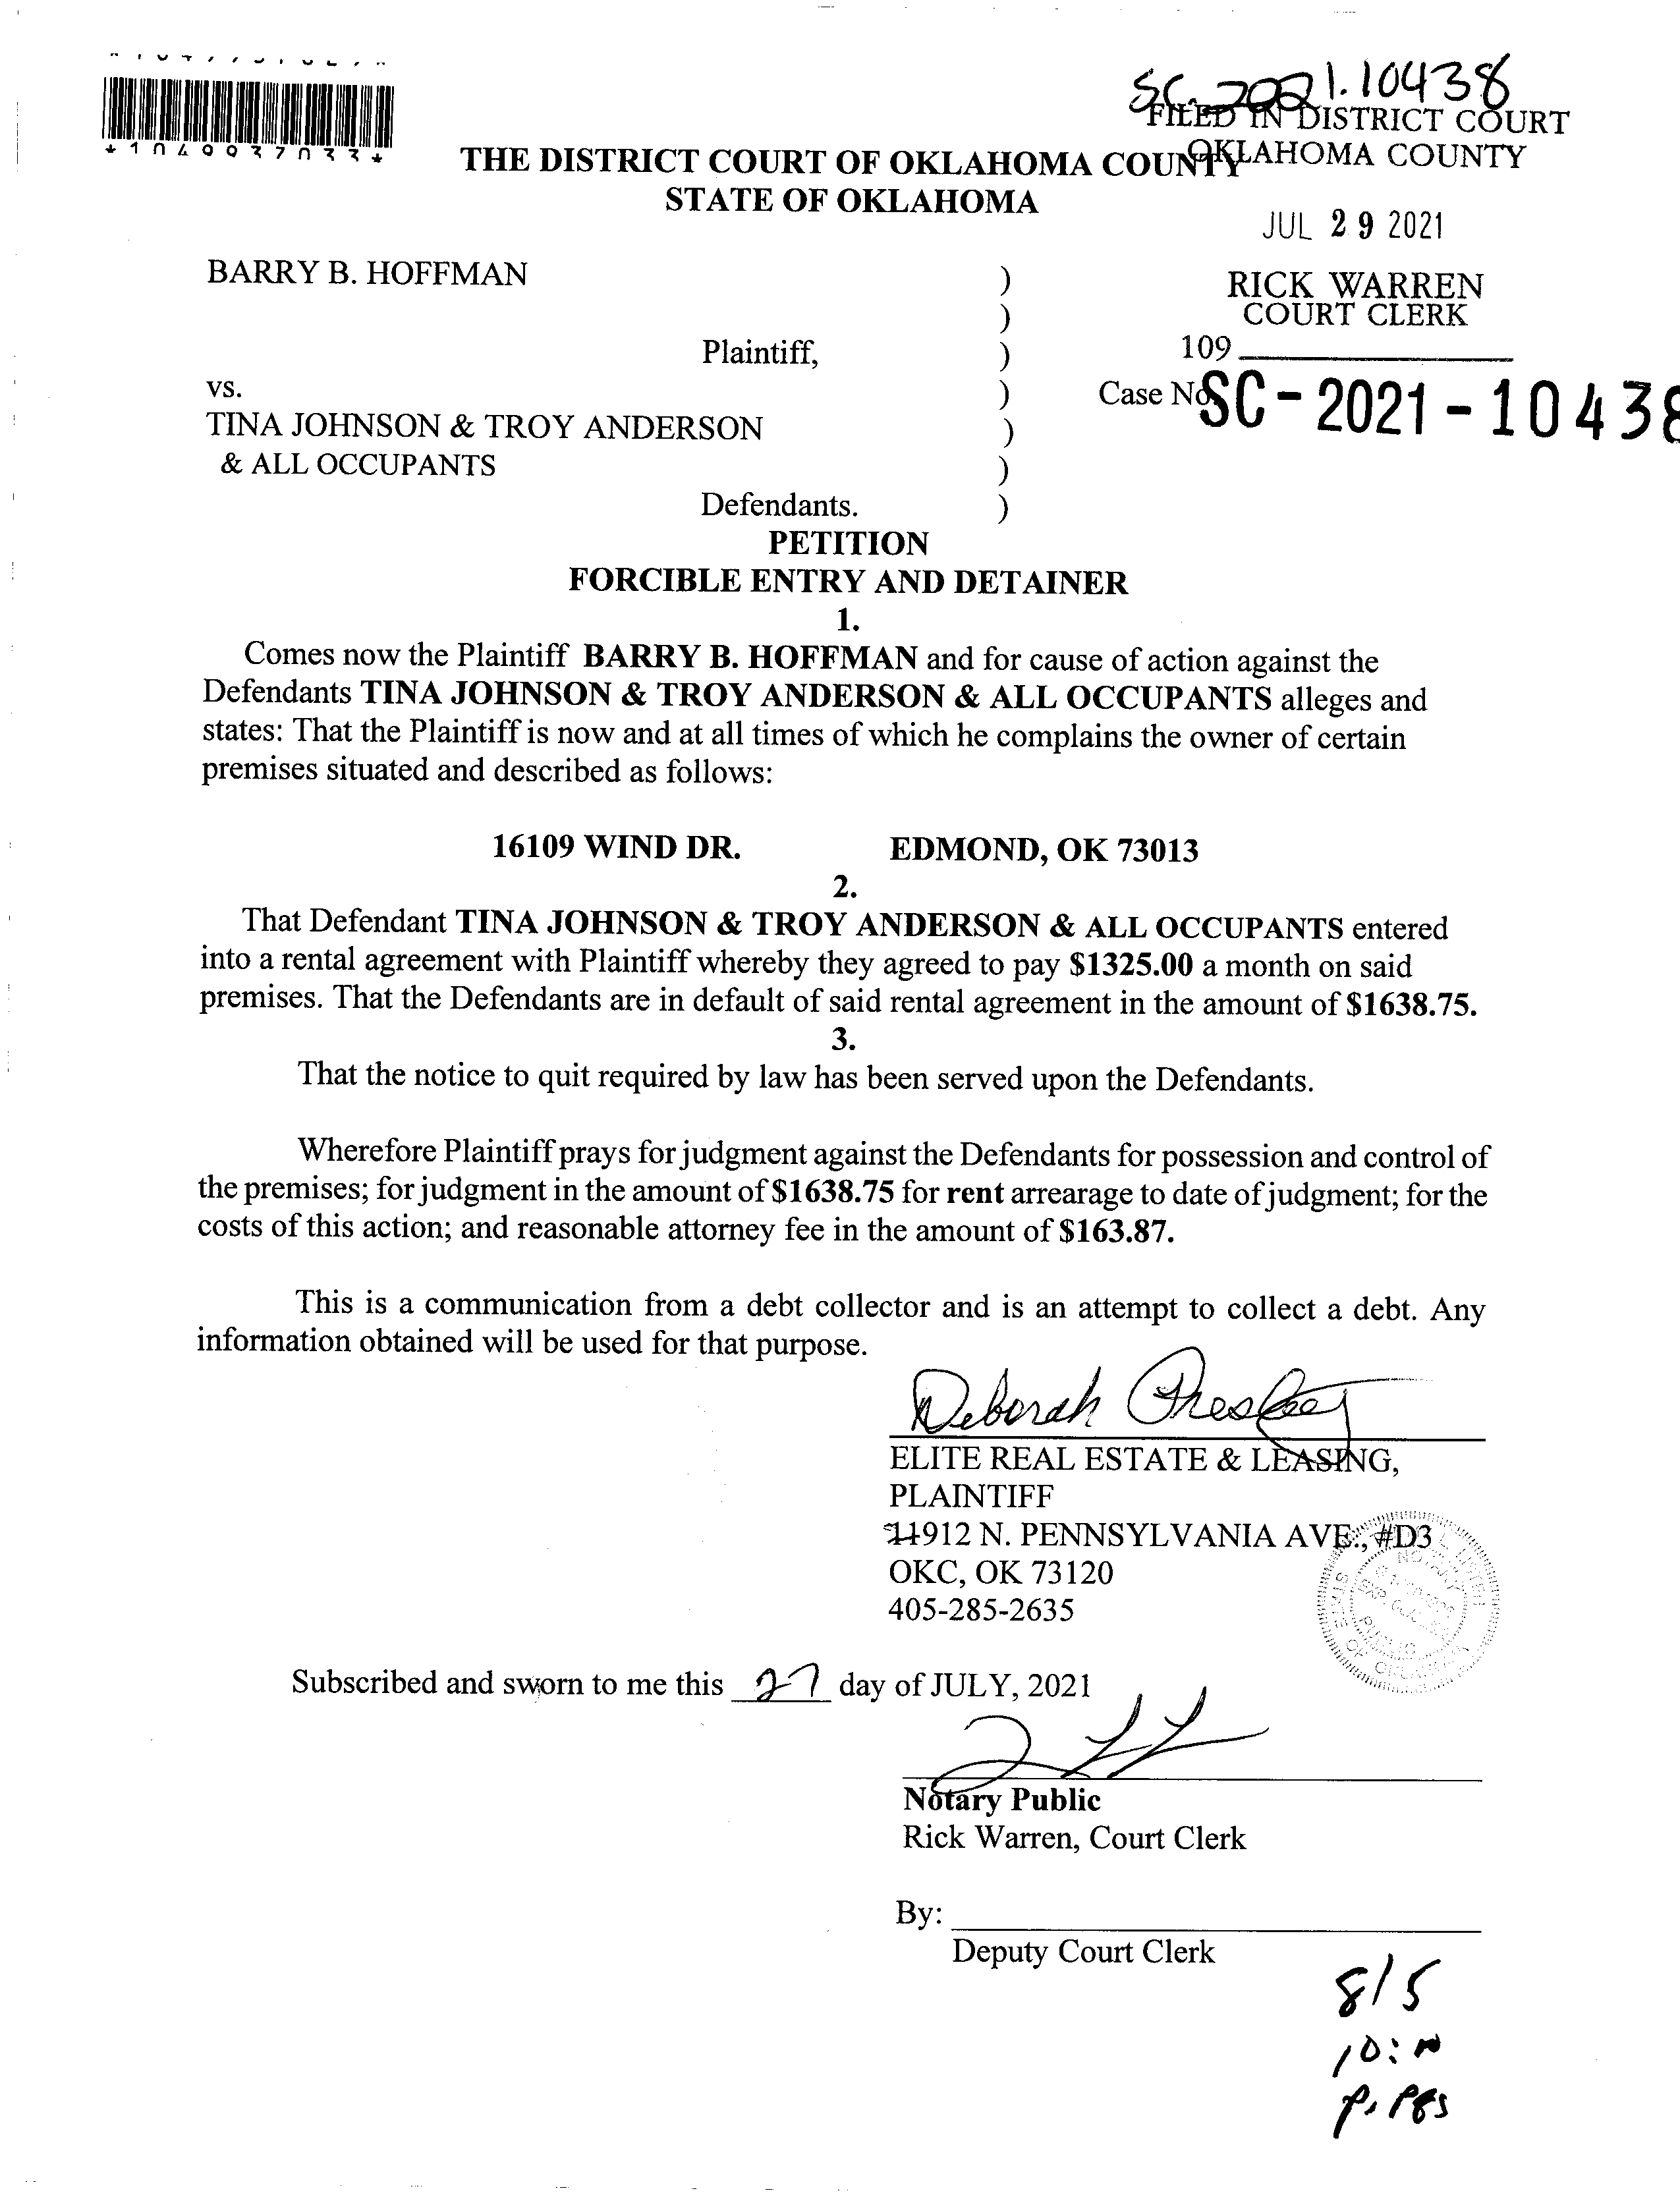 *1049937033*
SC-2021-10438
FILED IN DISTRICT COURT
OKLAHOMA COUNTY
THE DISTRICT COURT OF OKLAHOMA COUNTY
STATE OF OKLAHOMA
JUL 29 2021
BARRY B. HOFFMAN )
RICK WARREN
) COURT CLERK
Plaintiff, ) 109
vs. ) Case No SC-2021-10438
TINA JOHNSON & TROY ANDERSON )
& ALL OCCUPANTS )
Defendants. )
PETITION
FORCIBLE ENTRY AND DETAINER
1.
Comes now the Plaintiff BARRY B. HOFFMAN and for cause of action against the
Defendants TINA JOHNSON & TROY ANDERSON & ALL OCCUPANTS alleges and
states: That the Plaintiff is now and at all times of which he complains the owner of certain
premises situated and described as follows:
16109 WIND DR. EDMOND, OK 73013
2.
That Defendant TINA JOHNSON & TROY ANDERSON & ALL OCCUPANTS entered
into a rental agreement with Plaintiff whereby they agreed to pay $1325.00 a month on said
premises. That the Defendants are in default of said rental agreement in the amount of $1638.75.
3.
That the notice to quit required by law has been served upon the Defendants.
Wherefore Plaintiff prays for judgment against the Defendants for possession and control of
the premises; for judgment in the amount of $1638.75 for rent arrearage to date of judgment; for the
costs of this action; and reasonable attorney fee in the amount of $163.87.
This is a communication from a debt collector and is an attempt to collect a debt. Any
information obtained will be used for that purpose.
Deborah Presley
ELITE REAL ESTATE & LEASING,
PLAINTIFF
11912 N. PENNSYLVANIA AVE., #D3
OKC, OK 73120
405-285-2635
NOTARY
PUBLIC
STATE OF OKLAHOMA
Subscribed and sworn to me this 27 day of JULY, 2021
Notary Public
Rick Warren, Court Clerk
By:
Deputy Court Clerk
8/5
10: